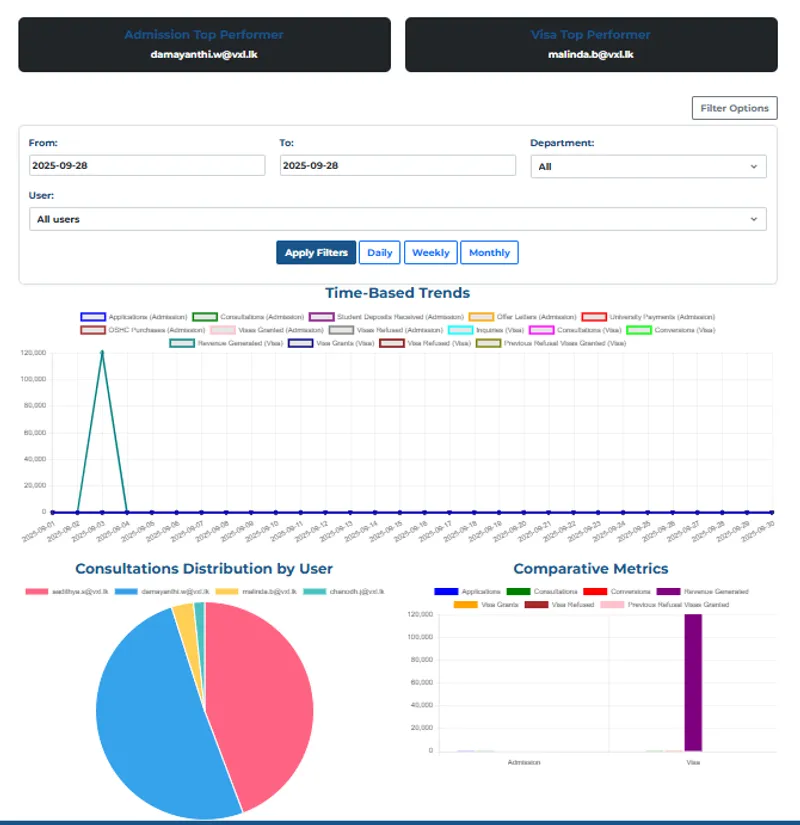 Admission Top Performer
damayanthi.w@vxl.lk
Visa Top Performer
malinda.b@vxl.lk
Filter Options
From:
To:
Department:
2025-09-28
2025-09-28
All
User:
All users
Apply Filters
Daily
Weekly
Monthly
Time-Based Trends
Applications (Admission) Consultations (Admission) Student Deposits Received (Admission) Offer Letters (Admission) University Payments (Admission)
OSHC Purchases (Admission) Visas Granted (Admission) Visas Refused (Admission) Inquiries (Visa) Consultations (Visa) Conversions (Visa)
Revenue Generated (Visa) Visa Grants (Visa) Visa Refused (Visa) Previous Refusal Visas Granted (Visa)
120,000
100,000
80,000
60,000
40,000
20,000
0
2025-09-01 2025-09-02 2025-09-03 2025-09-04 2025-09-05 2025-09-06 2025-09-07 2025-09-08 2025-09-09 2025-09-10 2025-09-11 2025-09-12 2025-09-13 2025-09-14 2025-09-15 2025-09-16 2025-09-17 2025-09-18 2025-09-19 2025-09-20 2025-09-21 2025-09-22 2025-09-23 2025-09-24 2025-09-25 2025-09-26 2025-09-27 2025-09-28 2025-09-29 2025-09-30
Consultations Distribution by User
damayanthi.w@vxl.lk malinda.b@vxl.lk chanodh.j@vxl.lk
Comparative Metrics
Applications Consultations Conversions Revenue Generated
Visa Grants Visa Refused Previous Refusal Visas Granted
120,000
100,000
80,000
60,000
40,000
20,000
0
Admission
Visa